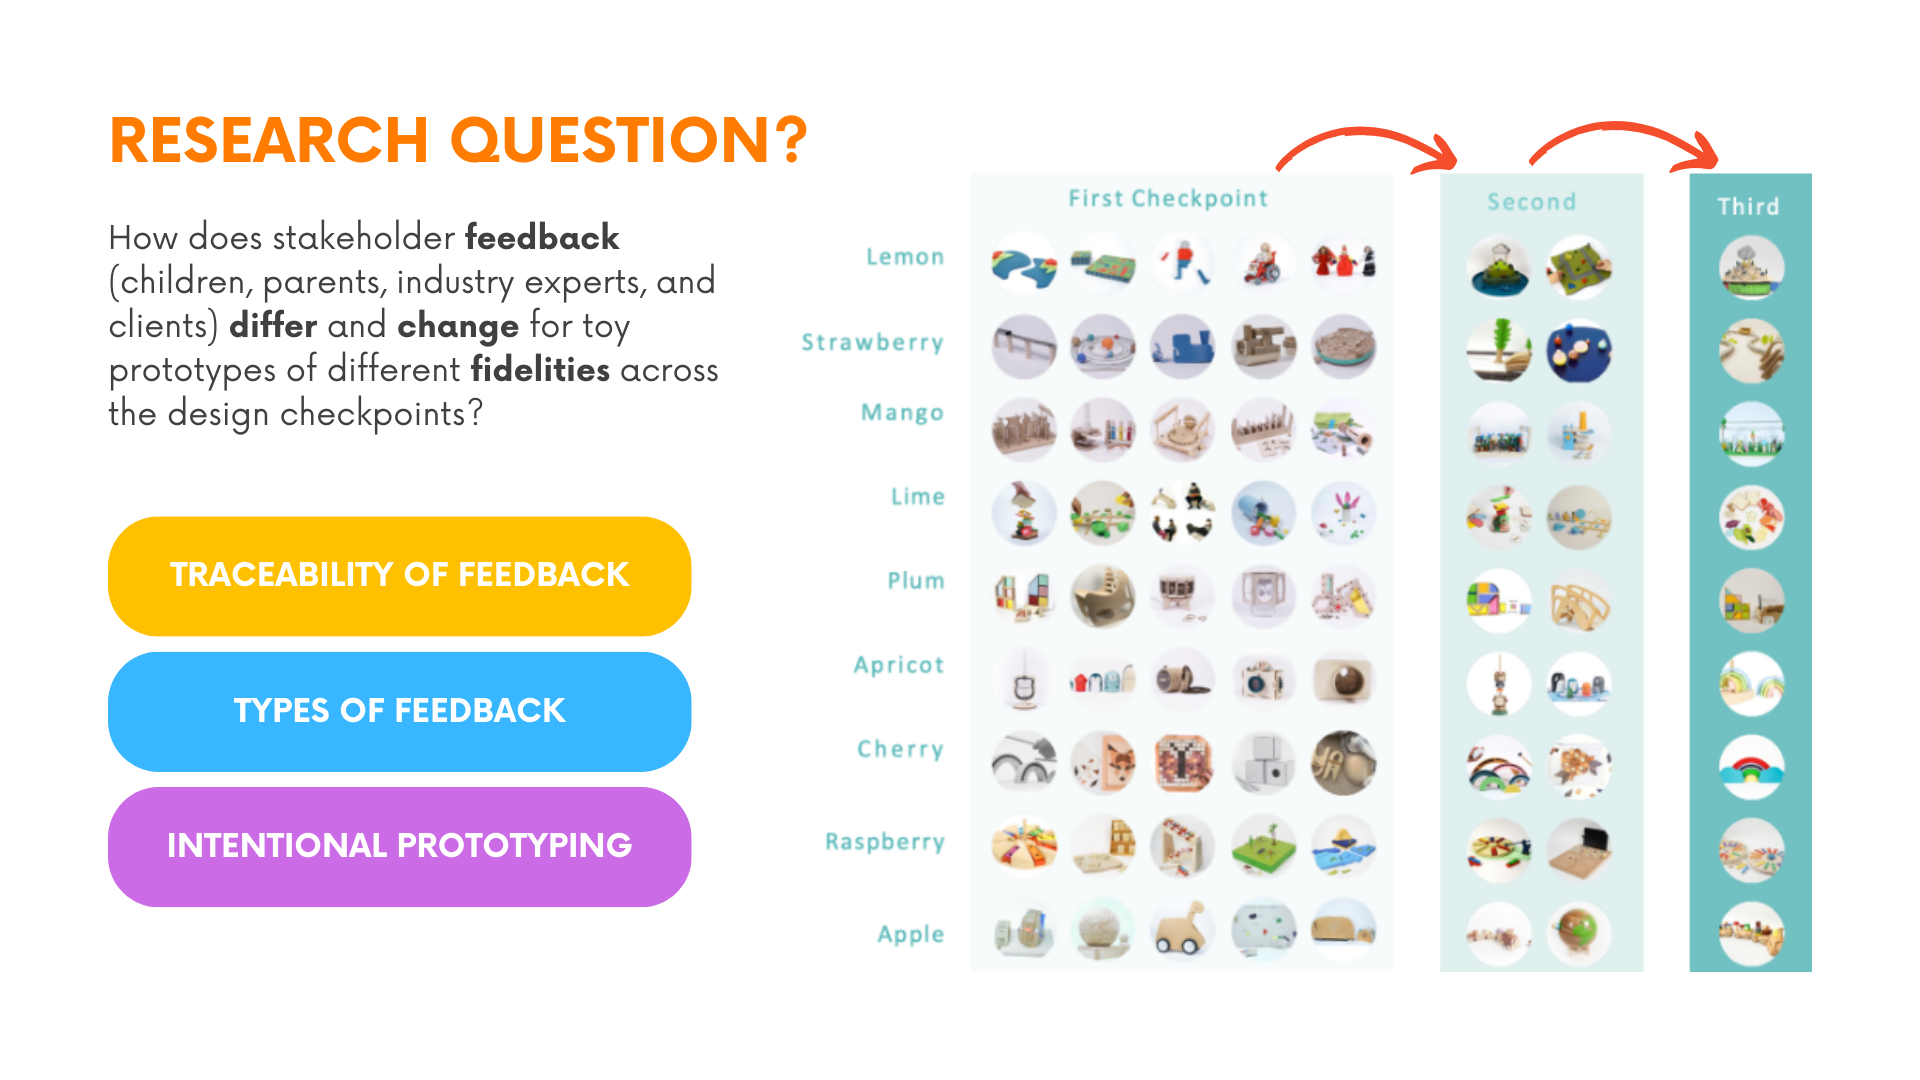 RESEARCH QUESTION?
How does stakeholder feedback
(children, parents, industry experts, and
clients) differ and change for toy
prototypes of different fidelities across
the design checkpoints?
TRACEABILITY OF FEEDBACK
TYPES OF FEEDBACK
INTENTIONAL PROTOTYPING
First Checkpoint
Second
Third
Lemon
Strawberry
Mango
Lime
Plum
Apricot
Cherry
Raspberry
Apple